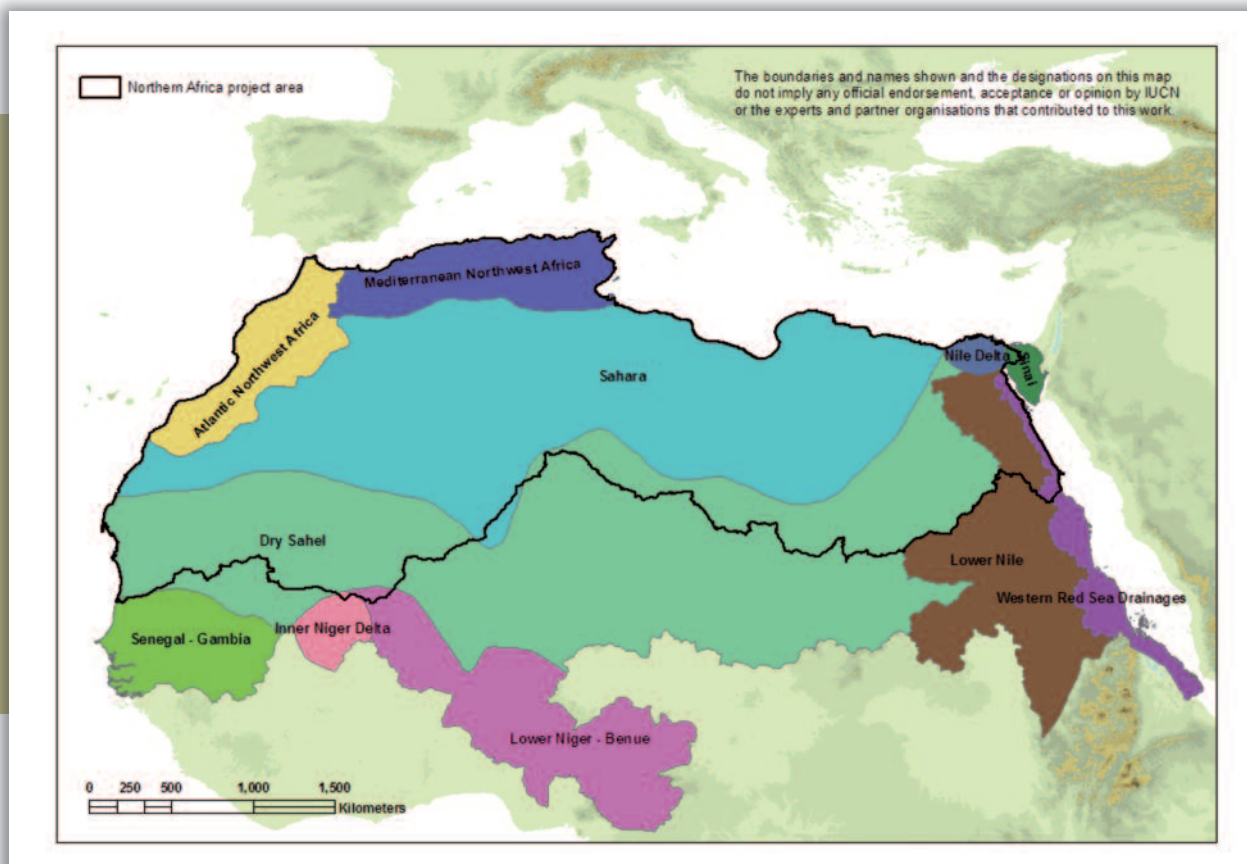 Northern Africa project area
The boundaries and names shown and the designations on this map
do not imply any official endorsement, acceptance or opinion by IUCN
or the experts and partner organisations that contributed to this work.
Mediterranean Northwest Africa
Atlantic Northwest Africa
Sahara
Nile Delta
Sinai
Dry Sahel
Lower Nile
Western Red Sea Drainages
Inner Niger Delta
Senegal - Gambia
Lower Niger - Benue
0 250 500 1,000 1,500
Kilometers